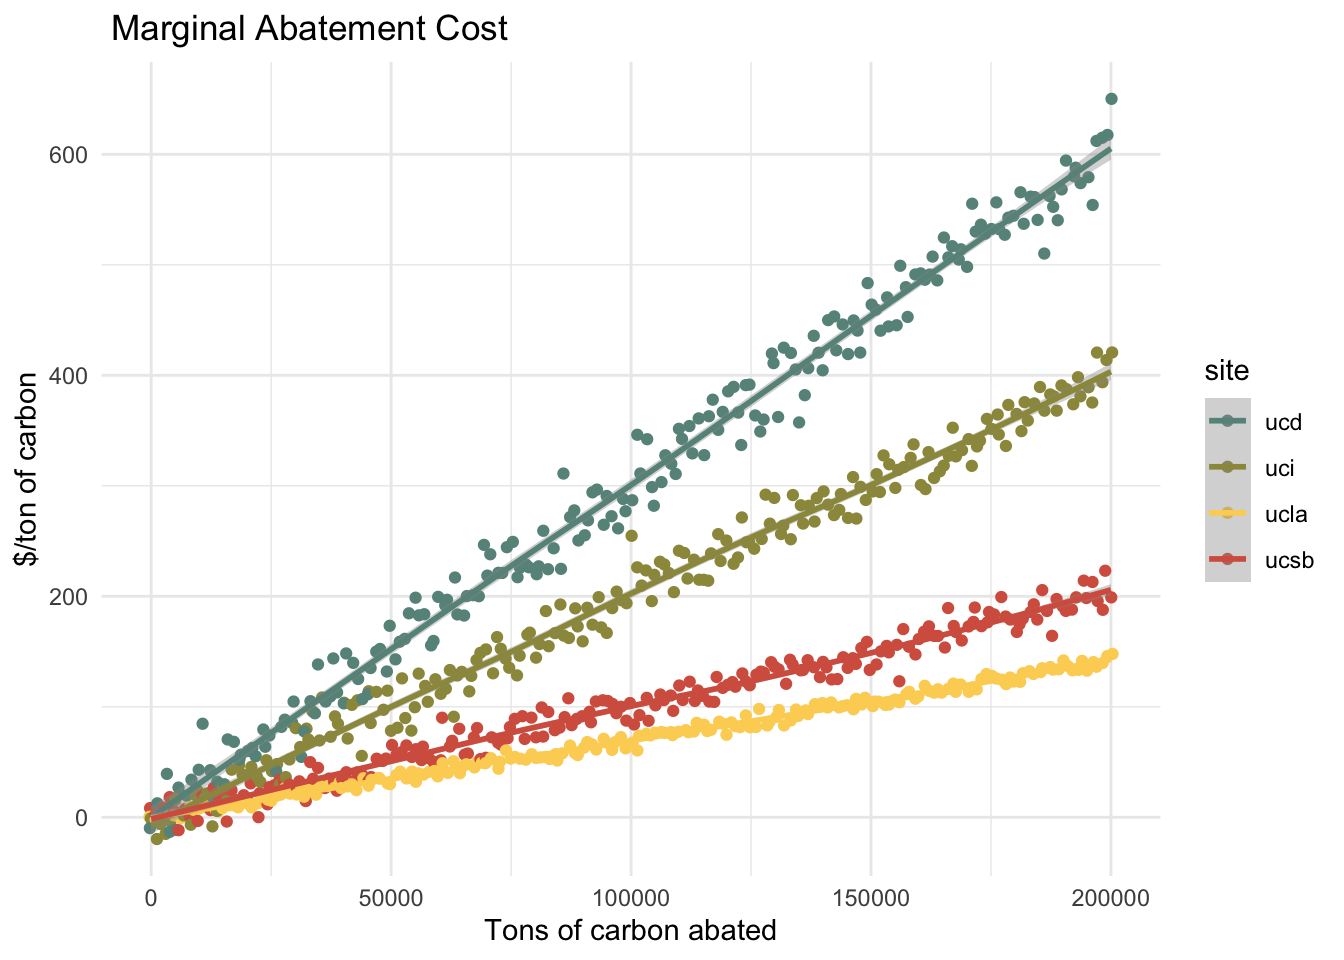 Marginal Abatement Cost
$/ton of carbon
600
400
200
0
0
50000
100000
150000
200000
Tons of carbon abated
site
ucd
uci
ucla
ucsb